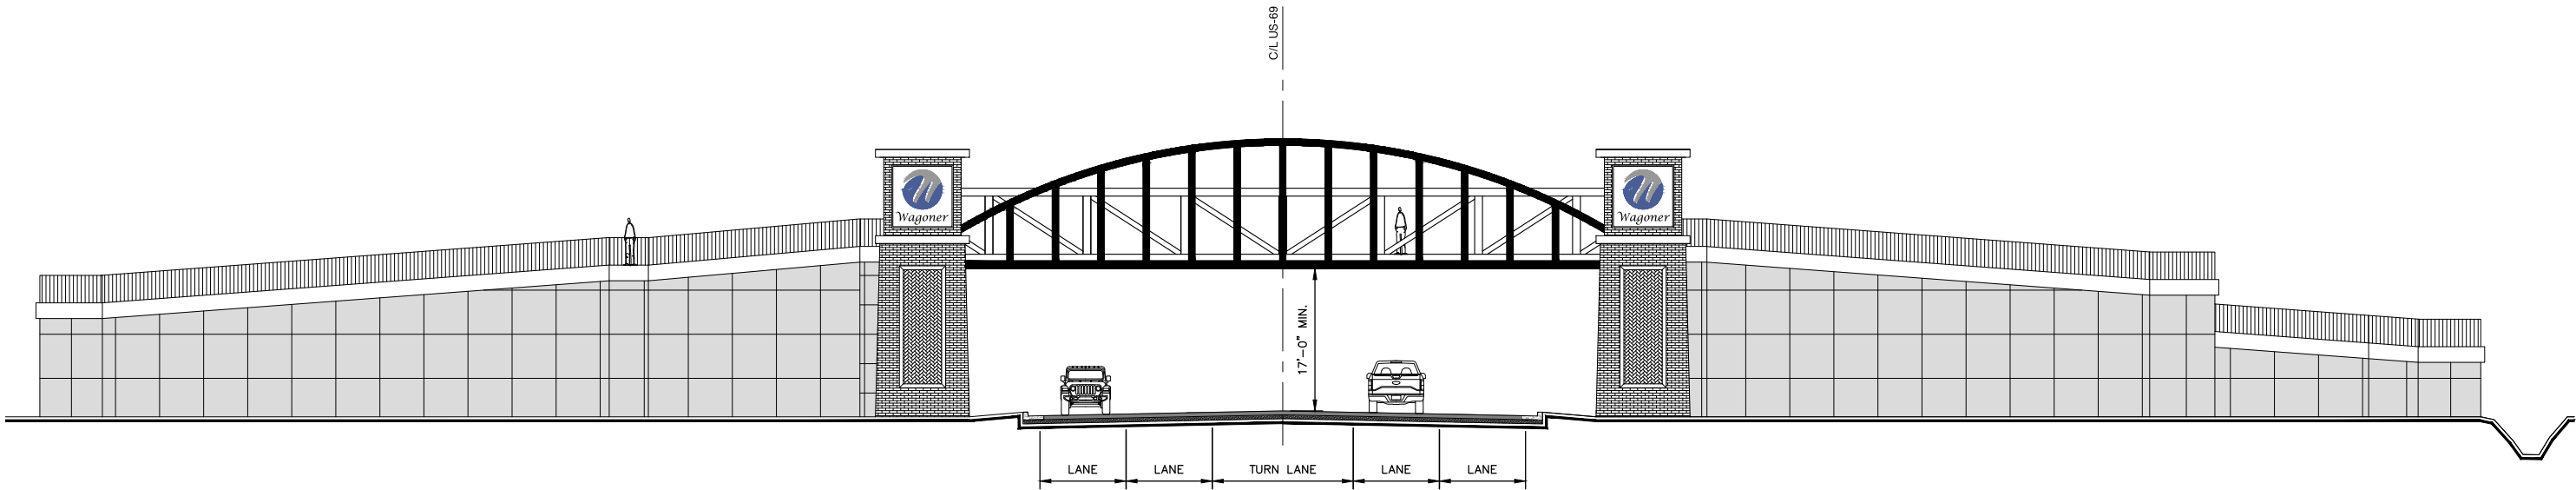 C/L US-69
Wagoner
Wagoner
17'-0" MIN.
LANE
LANE
TURN LANE
LANE
LANE